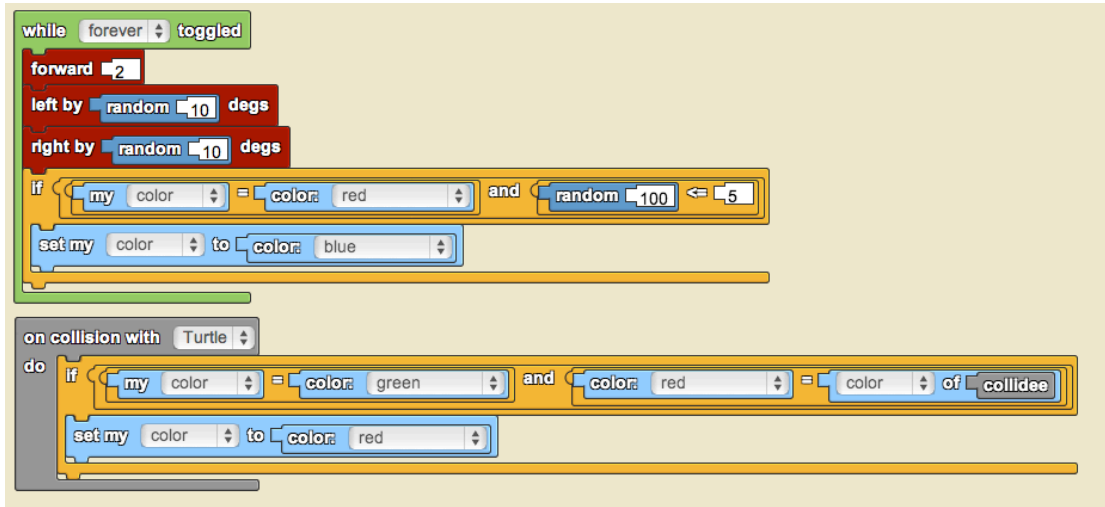 while forever toggled
forward 2
left by random 10 degs
right by random 10 degs
if my color = color: red and random 100 <= 5
set my color to color: blue
on collision with Turtle
do if my color = color: green and color: red = color of collidee
set my color to color: red